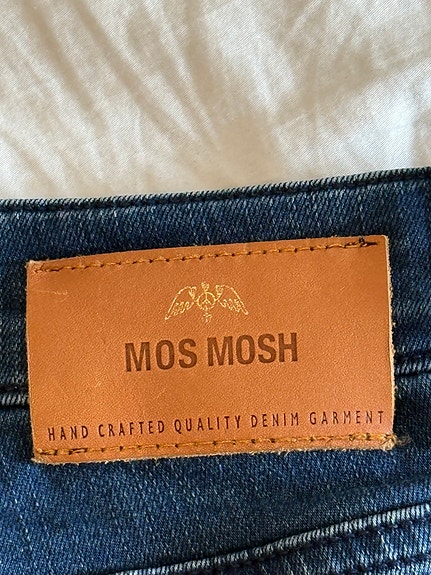 MOS MOSH
HAND CRAFTED QUALITY DENIM GARMENT